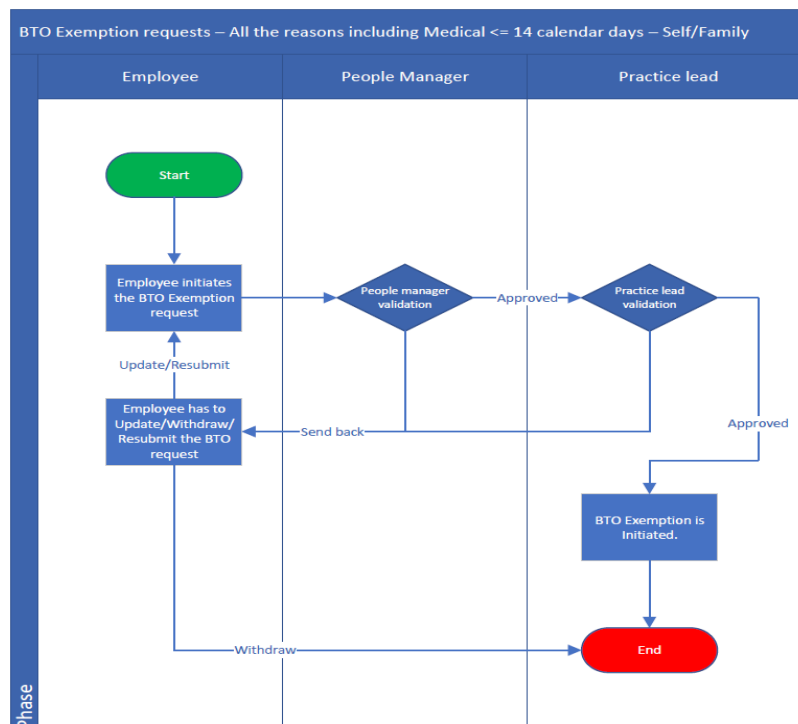 BTO Exemption requests – All the reasons including Medical <= 14 calendar days – Self/Family
Employee
People Manager
Practice lead
Start
Employee initiates
the BTO Exemption
request
People manager
validation
Approved
Practice lead
validation
Update/Resubmit
Employee has to
Update/Withdraw/
Resubmit the BTO
request
Send back
Approved
BTO Exemption is
Initiated.
Withdraw
End
Phase